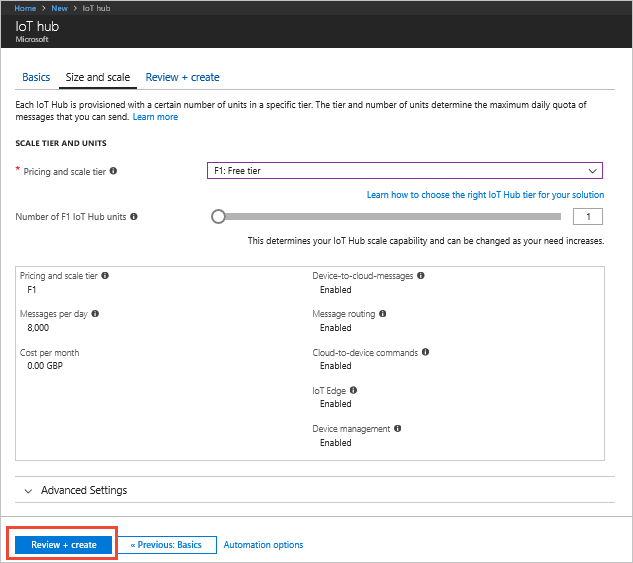 Home > New > IoT hub
IoT hub
Microsoft
Basics Size and scale Review + create
Each IoT Hub is provisioned with a certain number of units in a specific tier. The tier and number of units determine the maximum daily quota of
messages that you can send. Learn more
SCALE TIER AND UNITS
* Pricing and scale tier F1: Free tier
Learn how to choose the right IoT Hub tier for your solution
Number of F1 IoT Hub units 1
This determines your IoT Hub scale capability and can be changed as your need increases.
Pricing and scale tier
F1
Messages per day
8,000
Cost per month
0.00 GBP
Device-to-cloud-messages
Enabled
Message routing
Enabled
Cloud-to-device commands
Enabled
IoT Edge
Enabled
Device management
Enabled
Advanced Settings
Review + create « Previous: Basics Automation options